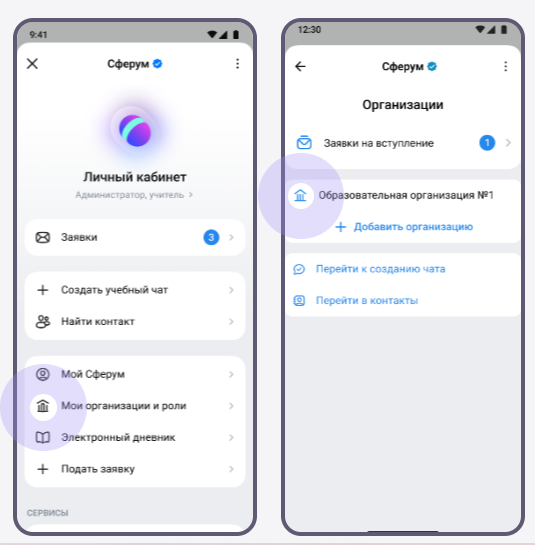 9:41
Сферум
Личный кабинет
Администратор, учитель
Заявки
3
Создать учебный чат
Найти контакт
Мой Сферум
Мои организации и роли
Электронный дневник
Подать заявку
СЕРВИСЫ
12:30
Сферум
Организации
Заявки на вступление
1
Образовательная организация №1
Добавить организацию
Перейти к созданию чата
Перейти в контакты